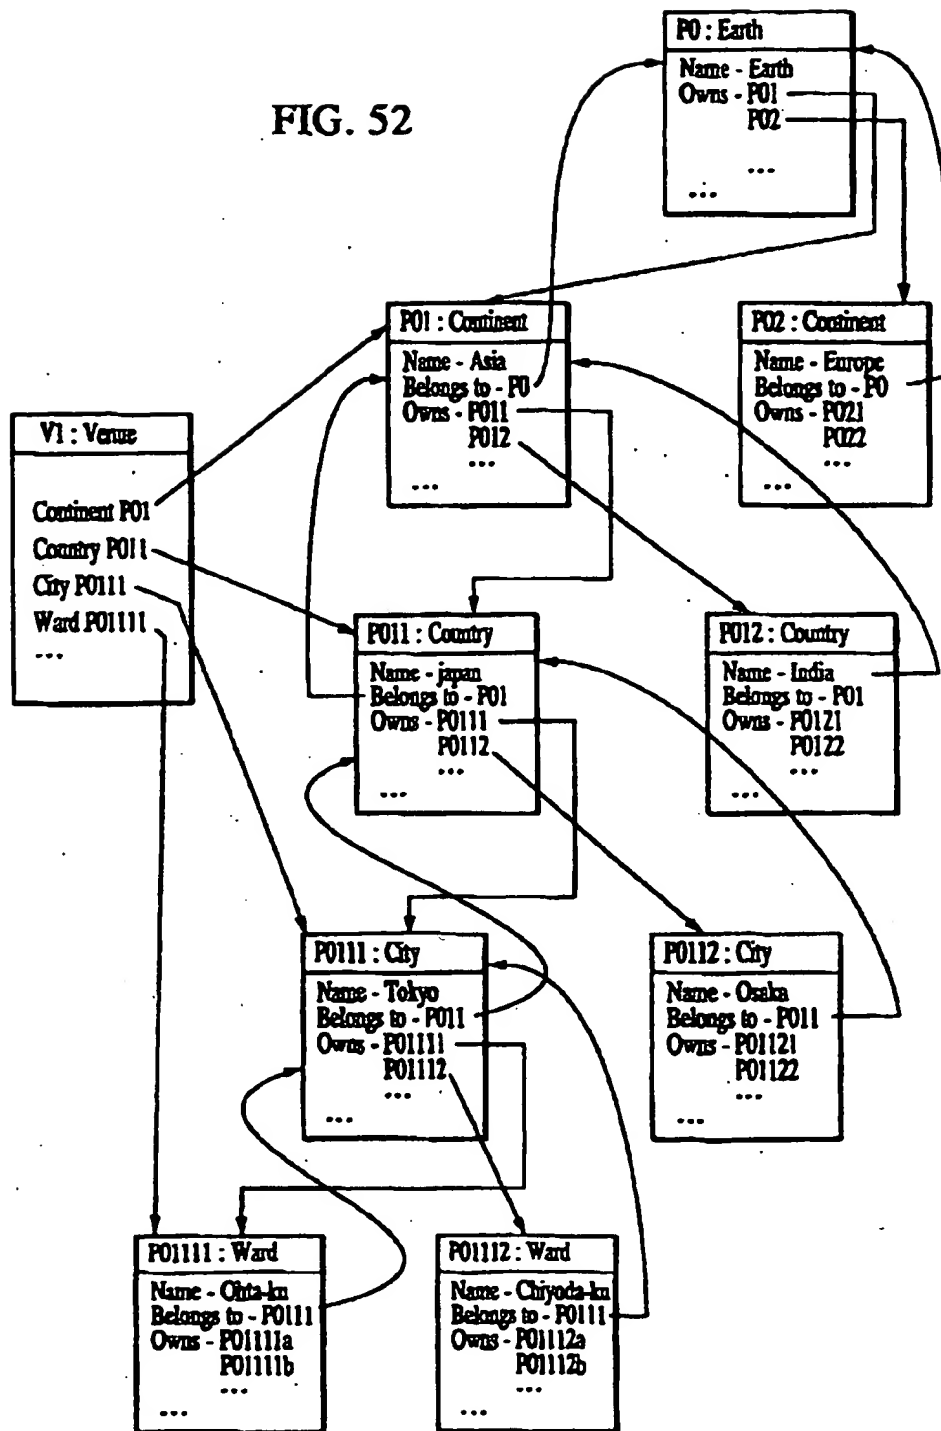 FIG. 52
P0 : Earth
Name - Earth
Owns - P01
P02
...
...
P01 : Continent
Name - Asia
Belongs to - P0
Owns - P011
P012
...
...
P02 : Continent
Name - Europe
Belongs to - P0
Owns - P021
P022
...
...
V1 : Venue
Continent P01
Country P011
City P0111
Ward P01111
...
P011 : Country
Name - japan
Belongs to - P01
Owns - P0111
P0112
...
...
P012 : Country
Name - India
Belongs to - P01
Owns - P0121
P0122
...
...
P0111 : City
Name - Tokyo
Belongs to - P011
Owns - P01111
P01112
...
...
P0112 : City
Name - Osaka
Belongs to - P011
Owns - P01121
P01122
...
...
P01111 : Ward
Name - Ohta-ku
Belongs to - P0111
Owns - P01111a
P01111b
...
...
P01112 : Ward
Name - Chiyoda-ku
Belongs to - P0111
Owns - P01112a
P01112b
...
...